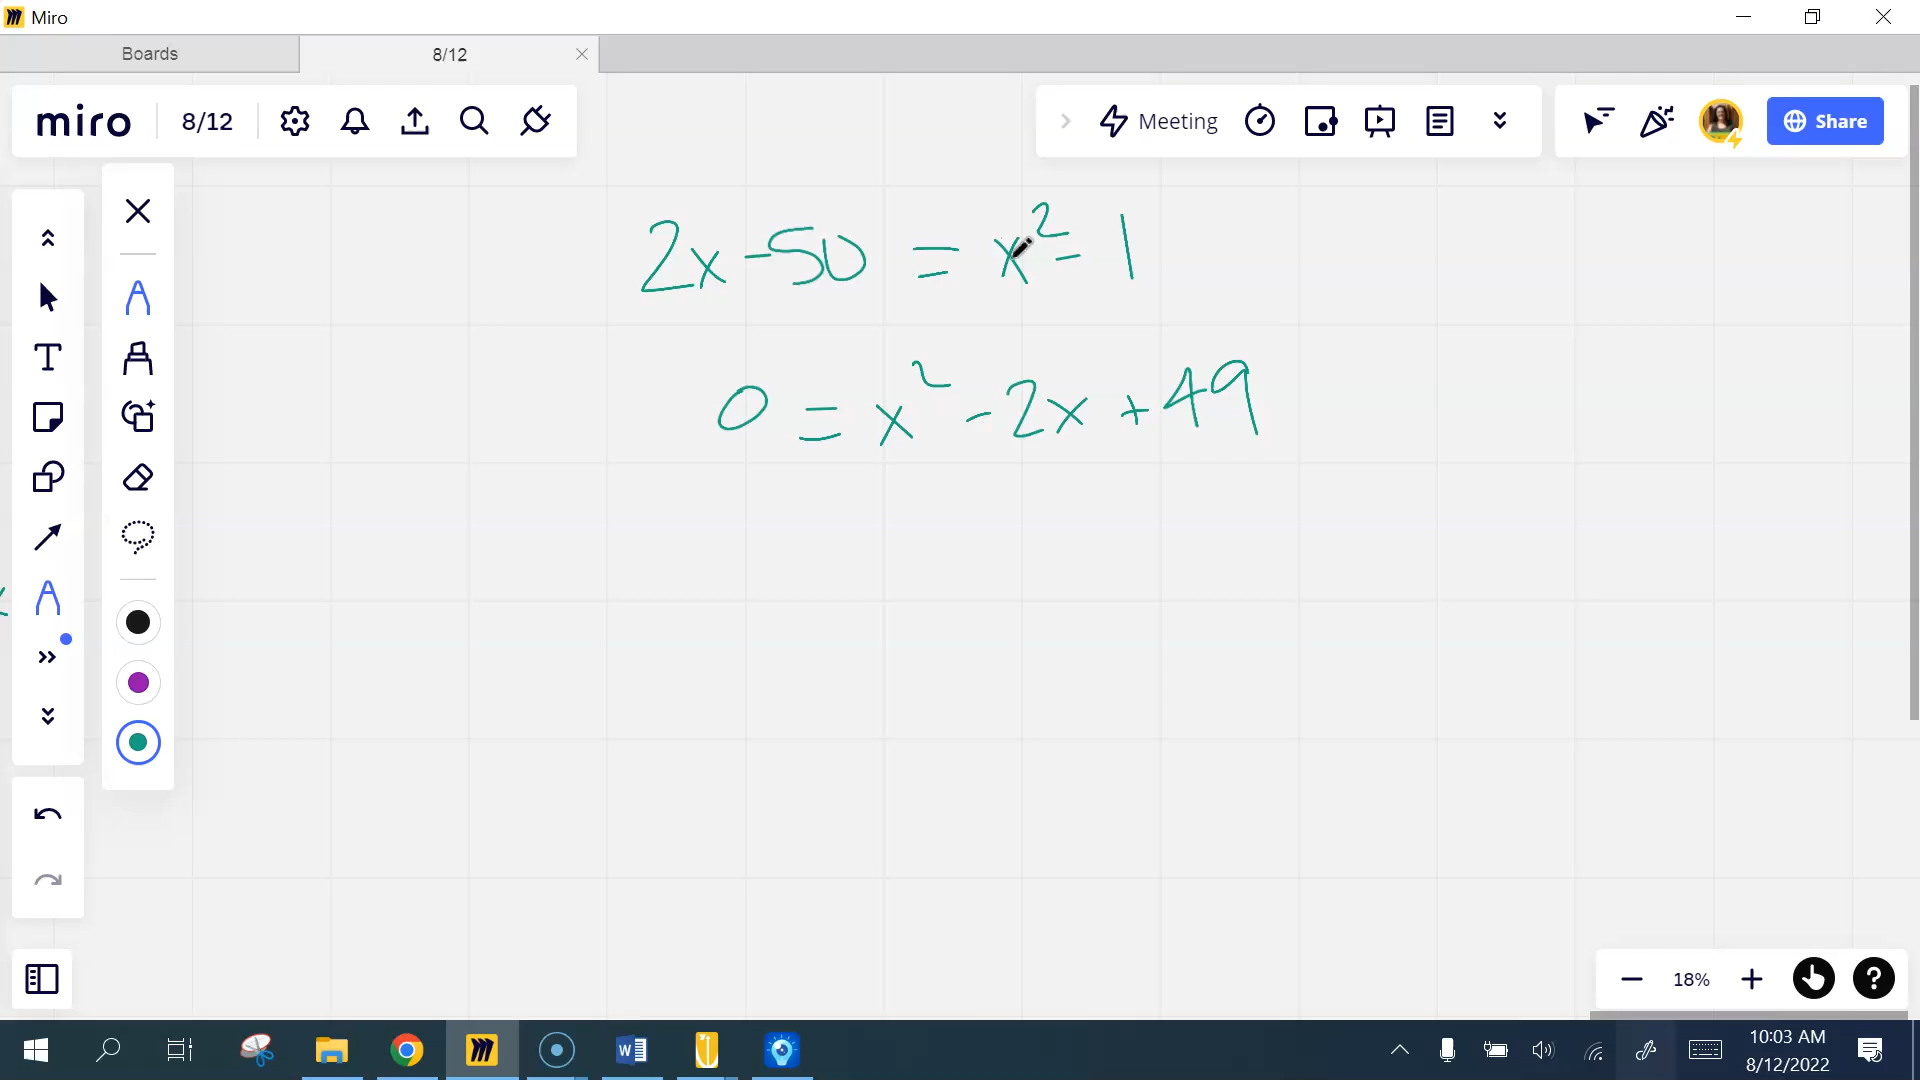 Miro
Boards
8/12
miro
8/12
Meeting
Share
2x - 50 = x² - 1
0 = x² - 2x + 49
18%
10:03 AM
8/12/2022